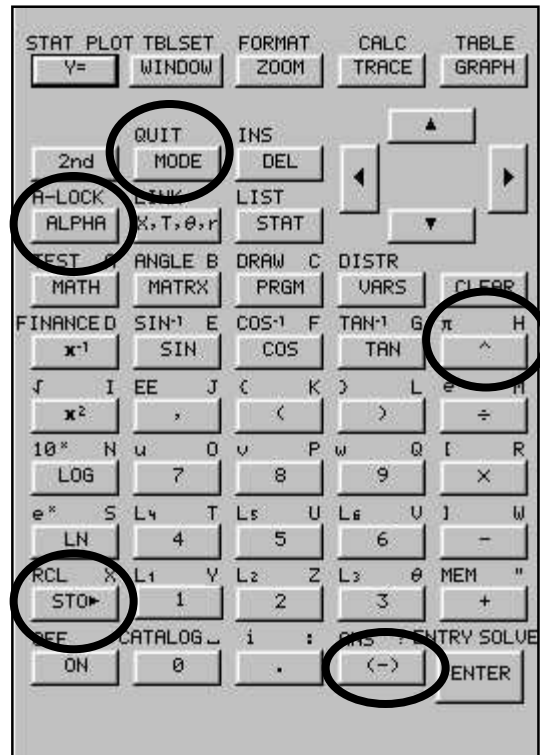 STAT PLOT TBLSET FORMAT CALC TABLE
Y= WINDOW ZOOM TRACE GRAPH
QUIT INS
2nd MODE DEL
A-LOCK LINK LIST
ALPHA X,T,θ,n STAT
TEST A ANGLE B DRAW C DISTR
MATH MATRX PRGM VARS CLEAR
FINANCE D SIN⁻¹ E COS⁻¹ F TAN⁻¹ G π H
x⁻¹ SIN COS TAN ^
√ I EE J { K } L e M
x² , ( ) ÷
10ˣ N u O v P w Q [ R
LOG 7 8 9 ×
eˣ S L4 T L5 U L6 V ] W
LN 4 5 6 −
RCL X L1 Y L2 Z L3 θ MEM "
STO► 1 2 3 +
OFF CATALOG ⎵ i : ANS ? ENTRY SOLVE
ON 0 . (-) ENTER